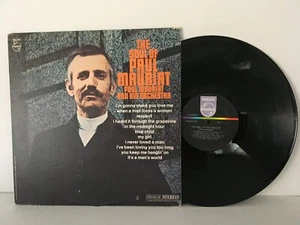 THE
SOUL OF
PAUL
MAURIAT
PAUL MAURIAT
AND HIS ORCHESTRA
i'm gonna make you love me
when a man loves a woman
respect
i heard it through the grapevine
in the midnight hour
my girl
i never loved a man
i've been loving you too long
you keep me hangin' on
it's a man's world
STEREO
PHILIPS